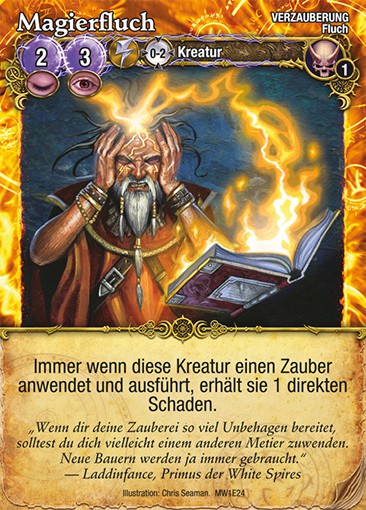 Magierfluch
VERZAUBERUNG
Fluch
2
3
0-2
Kreatur
1
Immer wenn diese Kreatur einen Zauber
anwendet und ausführt, erhält sie 1 direkten
Schaden.
„Wenn dir deine Zauberei so viel Unbehagen bereitet,
solltest du dich vielleicht einem anderen Metier zuwenden.
Neue Bauern werden ja immer gebraucht.“
— Laddinfance, Primus der White Spires
Illustration: Chris Seaman. MW1E24